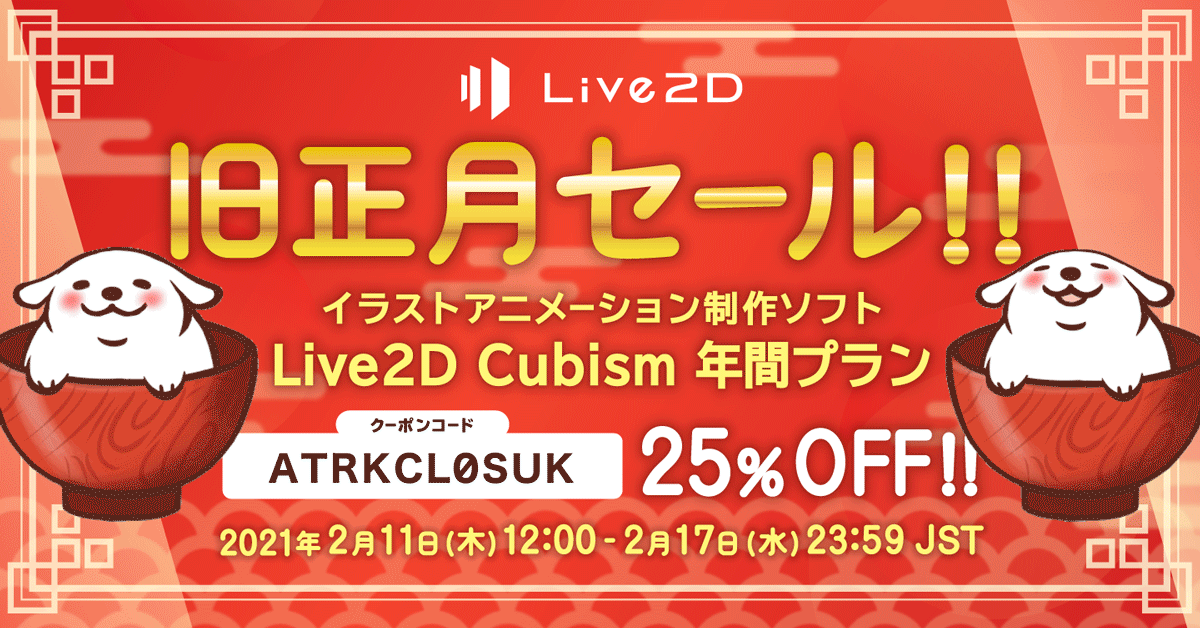 Live2D
旧正月セール!!
イラストアニメーション制作ソフト
Live2D Cubism 年間プラン
クーポンコード
ATRKCL0SUK
25%OFF!!
2021年2月11日(木)12:00 - 2月17日(水)23:59 JST